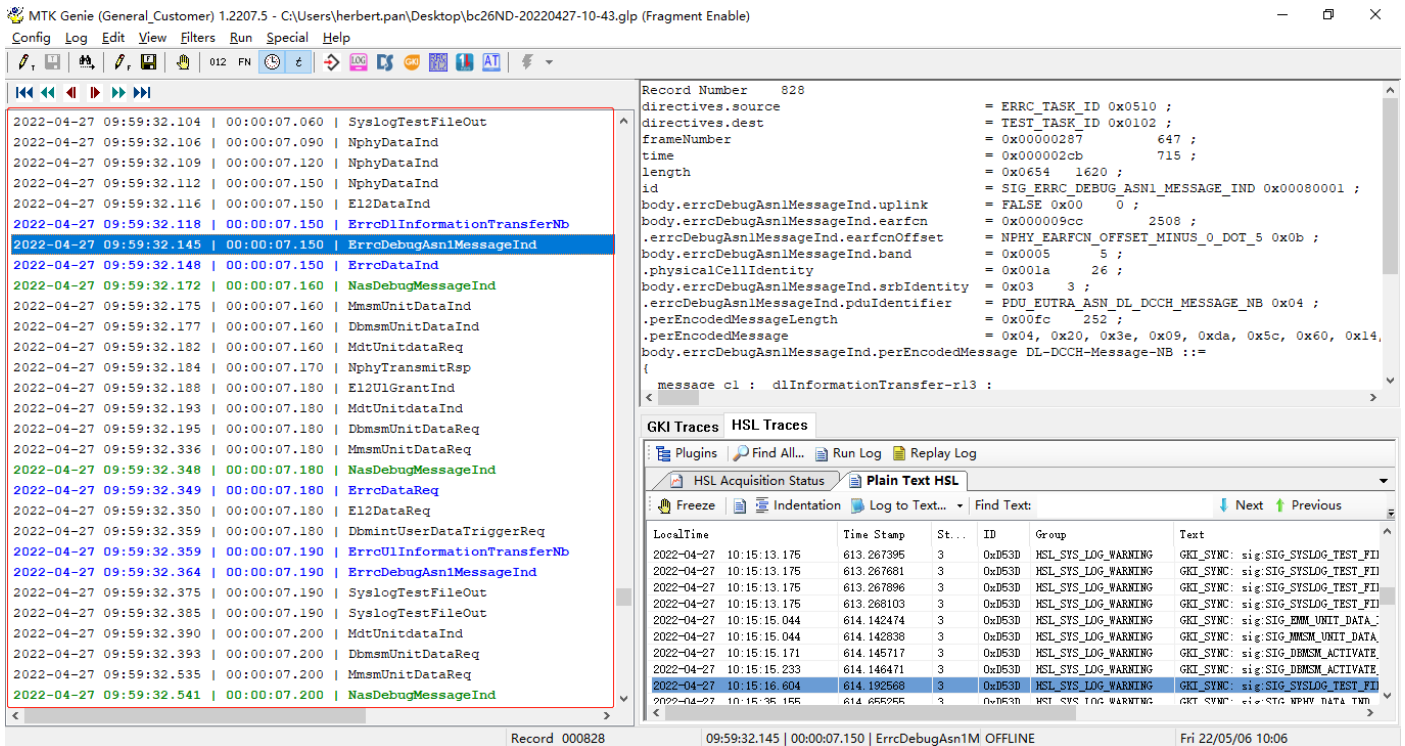 MTK Genie (General_Customer) 1.2207.5 - C:\Users\herbert.pan\Desktop\bc26ND-20220427-10-43.glp (Fragment Enable)
Config Log Edit View Filters Run Special Help
012 FN t LOG GKI AT
2022-04-27 09:59:32.104 | 00:00:07.060 | SyslogTestFileOut
2022-04-27 09:59:32.106 | 00:00:07.090 | NphyDataInd
2022-04-27 09:59:32.109 | 00:00:07.120 | NphyDataInd
2022-04-27 09:59:32.112 | 00:00:07.150 | NphyDataInd
2022-04-27 09:59:32.116 | 00:00:07.150 | El2DataInd
2022-04-27 09:59:32.118 | 00:00:07.150 | ErrcDlInformationTransferNb
2022-04-27 09:59:32.145 | 00:00:07.150 | ErrcDebugAsn1MessageInd
2022-04-27 09:59:32.148 | 00:00:07.150 | ErrcDataInd
2022-04-27 09:59:32.172 | 00:00:07.160 | NasDebugMessageInd
2022-04-27 09:59:32.175 | 00:00:07.160 | MmsmUnitDataInd
2022-04-27 09:59:32.177 | 00:00:07.160 | DbmsmUnitDataInd
2022-04-27 09:59:32.182 | 00:00:07.160 | MdtUnitdataReq
2022-04-27 09:59:32.184 | 00:00:07.170 | NphyTransmitRsp
2022-04-27 09:59:32.188 | 00:00:07.180 | El2UlGrantInd
2022-04-27 09:59:32.193 | 00:00:07.180 | MdtUnitdataInd
2022-04-27 09:59:32.195 | 00:00:07.180 | DbmsmUnitDataReq
2022-04-27 09:59:32.336 | 00:00:07.180 | MmsmUnitDataReq
2022-04-27 09:59:32.348 | 00:00:07.180 | NasDebugMessageInd
2022-04-27 09:59:32.349 | 00:00:07.180 | ErrcDataReq
2022-04-27 09:59:32.350 | 00:00:07.180 | El2DataReq
2022-04-27 09:59:32.359 | 00:00:07.180 | DbmintUserDataTriggerReq
2022-04-27 09:59:32.359 | 00:00:07.190 | ErrcUlInformationTransferNb
2022-04-27 09:59:32.364 | 00:00:07.190 | ErrcDebugAsn1MessageInd
2022-04-27 09:59:32.375 | 00:00:07.190 | SyslogTestFileOut
2022-04-27 09:59:32.385 | 00:00:07.190 | SyslogTestFileOut
2022-04-27 09:59:32.390 | 00:00:07.200 | MdtUnitdataInd
2022-04-27 09:59:32.393 | 00:00:07.200 | DbmsmUnitDataReq
2022-04-27 09:59:32.535 | 00:00:07.200 | MmsmUnitDataReq
2022-04-27 09:59:32.541 | 00:00:07.200 | NasDebugMessageInd
Record Number 828
directives.source = ERRC_TASK_ID 0x0510 ;
directives.dest = TEST_TASK_ID 0x0102 ;
frameNumber = 0x00000287 647 ;
time = 0x000002cb 715 ;
length = 0x0654 1620 ;
id = SIG_ERRC_DEBUG_ASN1_MESSAGE_IND 0x00080001 ;
body.errcDebugAsn1MessageInd.uplink = FALSE 0x00 0 ;
body.errcDebugAsn1MessageInd.earfcn = 0x000009cc 2508 ;
.errcDebugAsn1MessageInd.earfcnOffset = NPHY_EARFCN_OFFSET_MINUS_0_DOT_5 0x0b ;
body.errcDebugAsn1MessageInd.band = 0x0005 5 ;
.physicalCellIdentity = 0x001a 26 ;
body.errcDebugAsn1MessageInd.srbIdentity = 0x03 3 ;
.errcDebugAsn1MessageInd.pduIdentifier = PDU_EUTRA_ASN_DL_DCCH_MESSAGE_NB 0x04 ;
.perEncodedMessageLength = 0x00fc 252 ;
.perEncodedMessage = 0x04, 0x20, 0x3e, 0x09, 0xda, 0x5c, 0x60, 0x14,
body.errcDebugAsn1MessageInd.perEncodedMessage DL-DCCH-Message-NB ::=
{
message c1 : dlInformationTransfer-r13 :
GKI Traces HSL Traces
Plugins Find All... Run Log Replay Log
HSL Acquisition Status Plain Text HSL
Freeze Indentation Log to Text... Find Text: Next Previous
LocalTime Time Stamp St... ID Group Text
2022-04-27 10:15:13.175 613.267395 3 0xD53D HSL_SYS_LOG_WARNING GKI_SYNC: sig:SIG_SYSLOG_TEST_FI
2022-04-27 10:15:13.175 613.267681 3 0xD53D HSL_SYS_LOG_WARNING GKI_SYNC: sig:SIG_SYSLOG_TEST_FI
2022-04-27 10:15:13.175 613.267896 3 0xD53D HSL_SYS_LOG_WARNING GKI_SYNC: sig:SIG_SYSLOG_TEST_FI
2022-04-27 10:15:13.175 613.268103 3 0xD53D HSL_SYS_LOG_WARNING GKI_SYNC: sig:SIG_SYSLOG_TEST_FI
2022-04-27 10:15:15.044 614.142474 3 0xD53D HSL_SYS_LOG_WARNING GKI_SYNC: sig:SIG_EMM_UNIT_DATA_
2022-04-27 10:15:15.044 614.142838 3 0xD53D HSL_SYS_LOG_WARNING GKI_SYNC: sig:SIG_MMSM_UNIT_DATA_
2022-04-27 10:15:15.171 614.145717 3 0xD53D HSL_SYS_LOG_WARNING GKI_SYNC: sig:SIG_DBMSM_ACTIVATE_
2022-04-27 10:15:15.233 614.146471 3 0xD53D HSL_SYS_LOG_WARNING GKI_SYNC: sig:SIG_DBMSM_ACTIVATE_
2022-04-27 10:15:16.604 614.192568 3 0xD53D HSL_SYS_LOG_WARNING GKI_SYNC: sig:SIG_SYSLOG_TEST_FI
2022-04-27 10:15:35.155 614.655255 3 0xD53D HSL_SYS_LOG_WARNING GKI_SYNC: sig:SIG_NPHY_DATA_IND
Record 000828 09:59:32.145 | 00:00:07.150 | ErrcDebugAsn1M OFFLINE Fri 22/05/06 10:06